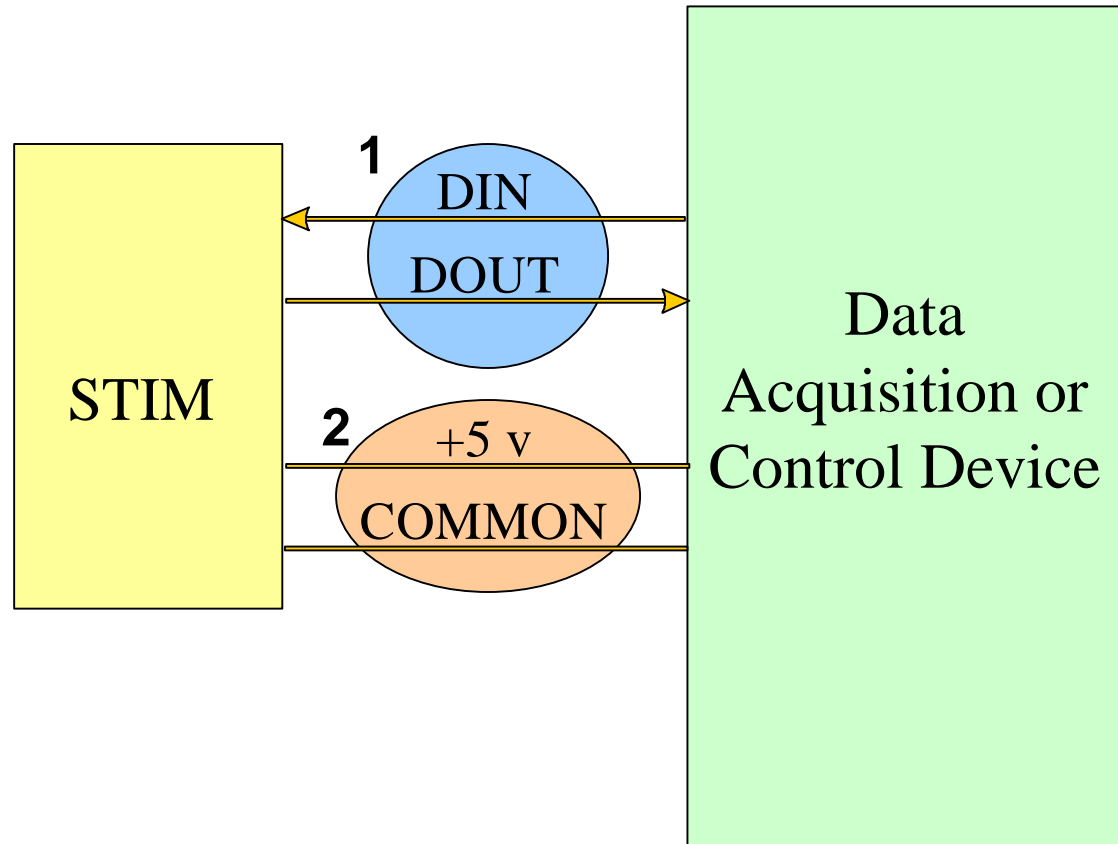 1
DIN
DOUT
STIM
2
+5 v
COMMON
Data
Acquisition or
Control Device